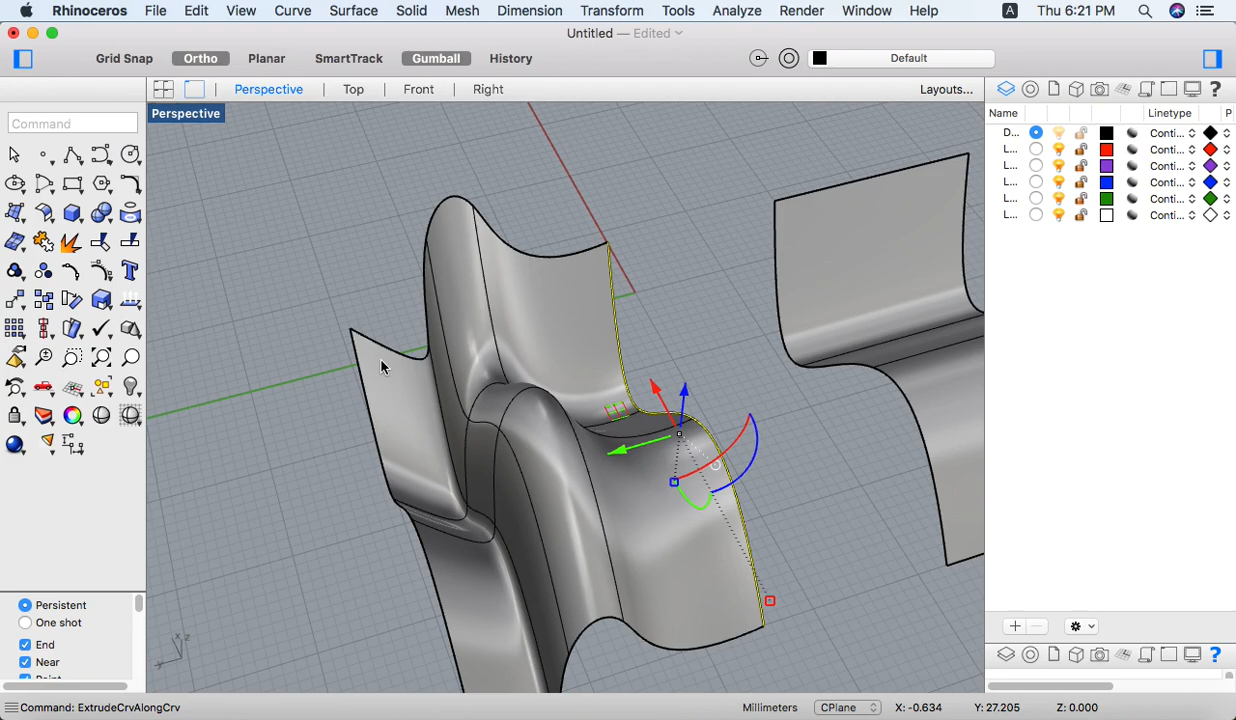 Rhinoceros File Edit View Curve Surface Solid Mesh Dimension Transform Tools Analyze Render Window Help A Thu 6:21 PM
Untitled — Edited
Grid Snap Ortho Planar SmartTrack Gumball History Default
Perspective Top Front Right Layouts...
Perspective
Command
Name Linetype P
D... Conti...
L... Conti...
L... Conti...
L... Conti...
L... Conti...
L... Conti...
Persistent
One shot
End
Near
x z
y
Command: ExtrudeCrvAlongCrv Millimeters CPlane X: -0.634 Y: 27.205 Z: 0.000